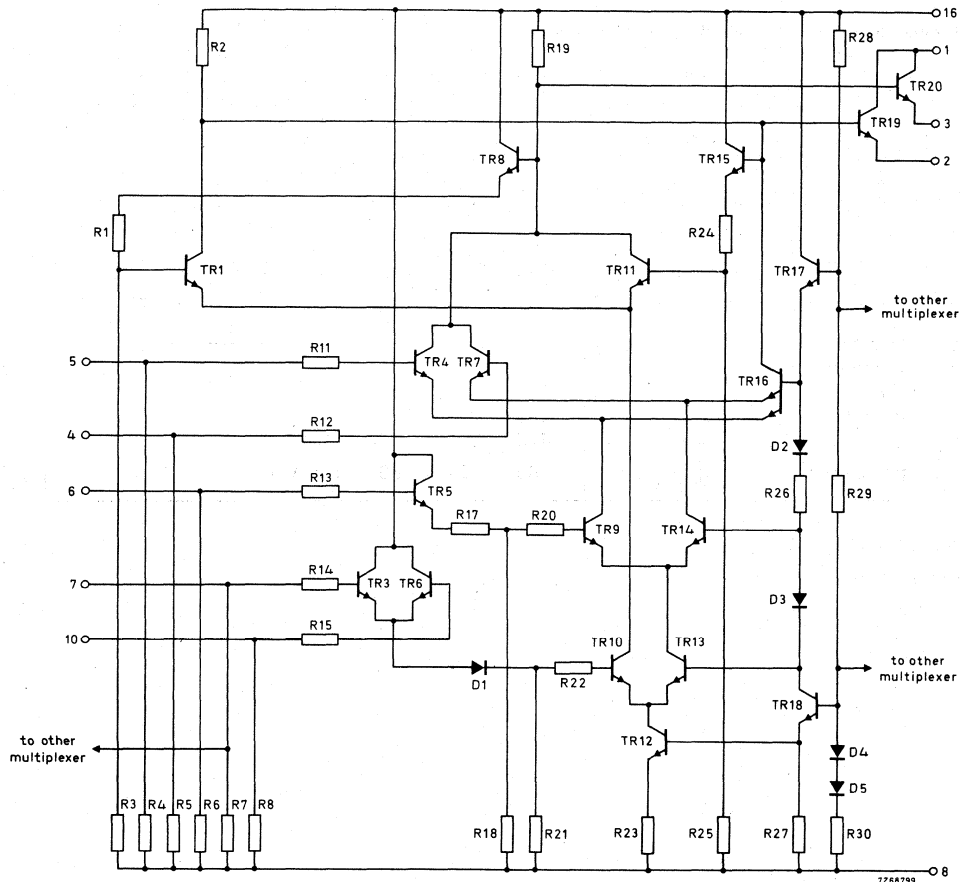 16
R2
R19
R28
1
TR20
TR19
3
TR8
TR15
2
R1
R24
TR1
TR11
TR17
to other
multiplexer
5
R11
TR4
TR7
TR16
4
R12
D2
6
R13
TR5
R26
R29
R17
R20
TR9
TR14
7
R14
TR3
TR6
D3
10
R15
TR10
TR13
to other
multiplexer
D1
R22
TR18
to other
multiplexer
TR12
D4
D5
R3
R4
R5
R6
R7
R8
R18
R21
R23
R25
R27
R30
8
7Z68799